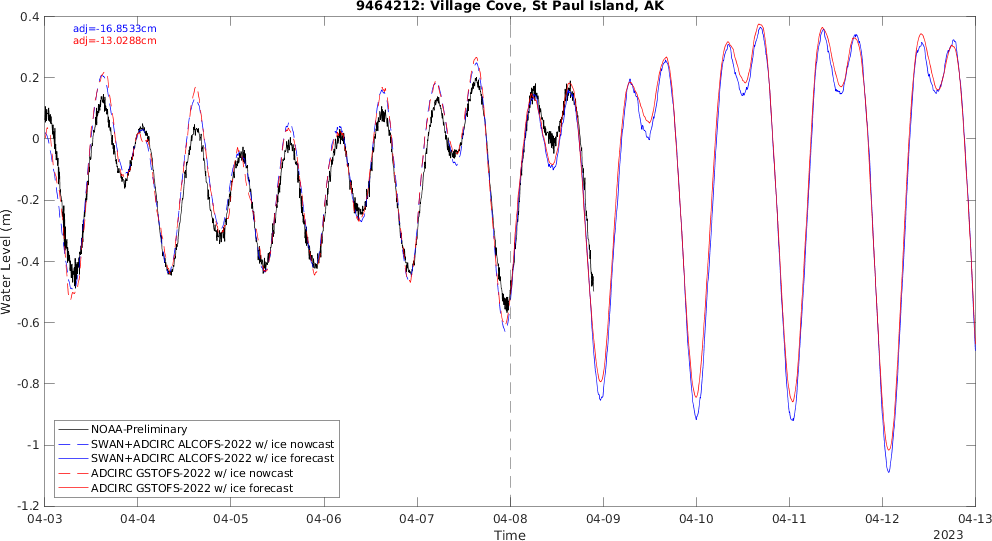 9464212: Village Cove, St Paul Island, AK
adj=-16.8533cm
adj=-13.0288cm
0.4
0.2
0
-0.2
-0.4
-0.6
-0.8
-1
-1.2
Water Level (m)
NOAA-Preliminary
SWAN+ADCIRC ALCOFS-2022 w/ ice nowcast
SWAN+ADCIRC ALCOFS-2022 w/ ice forecast
ADCIRC GSTOFS-2022 w/ ice nowcast
ADCIRC GSTOFS-2022 w/ ice forecast
04-03 04-04 04-05 04-06 04-07 04-08 04-09 04-10 04-11 04-12 04-13
Time
2023